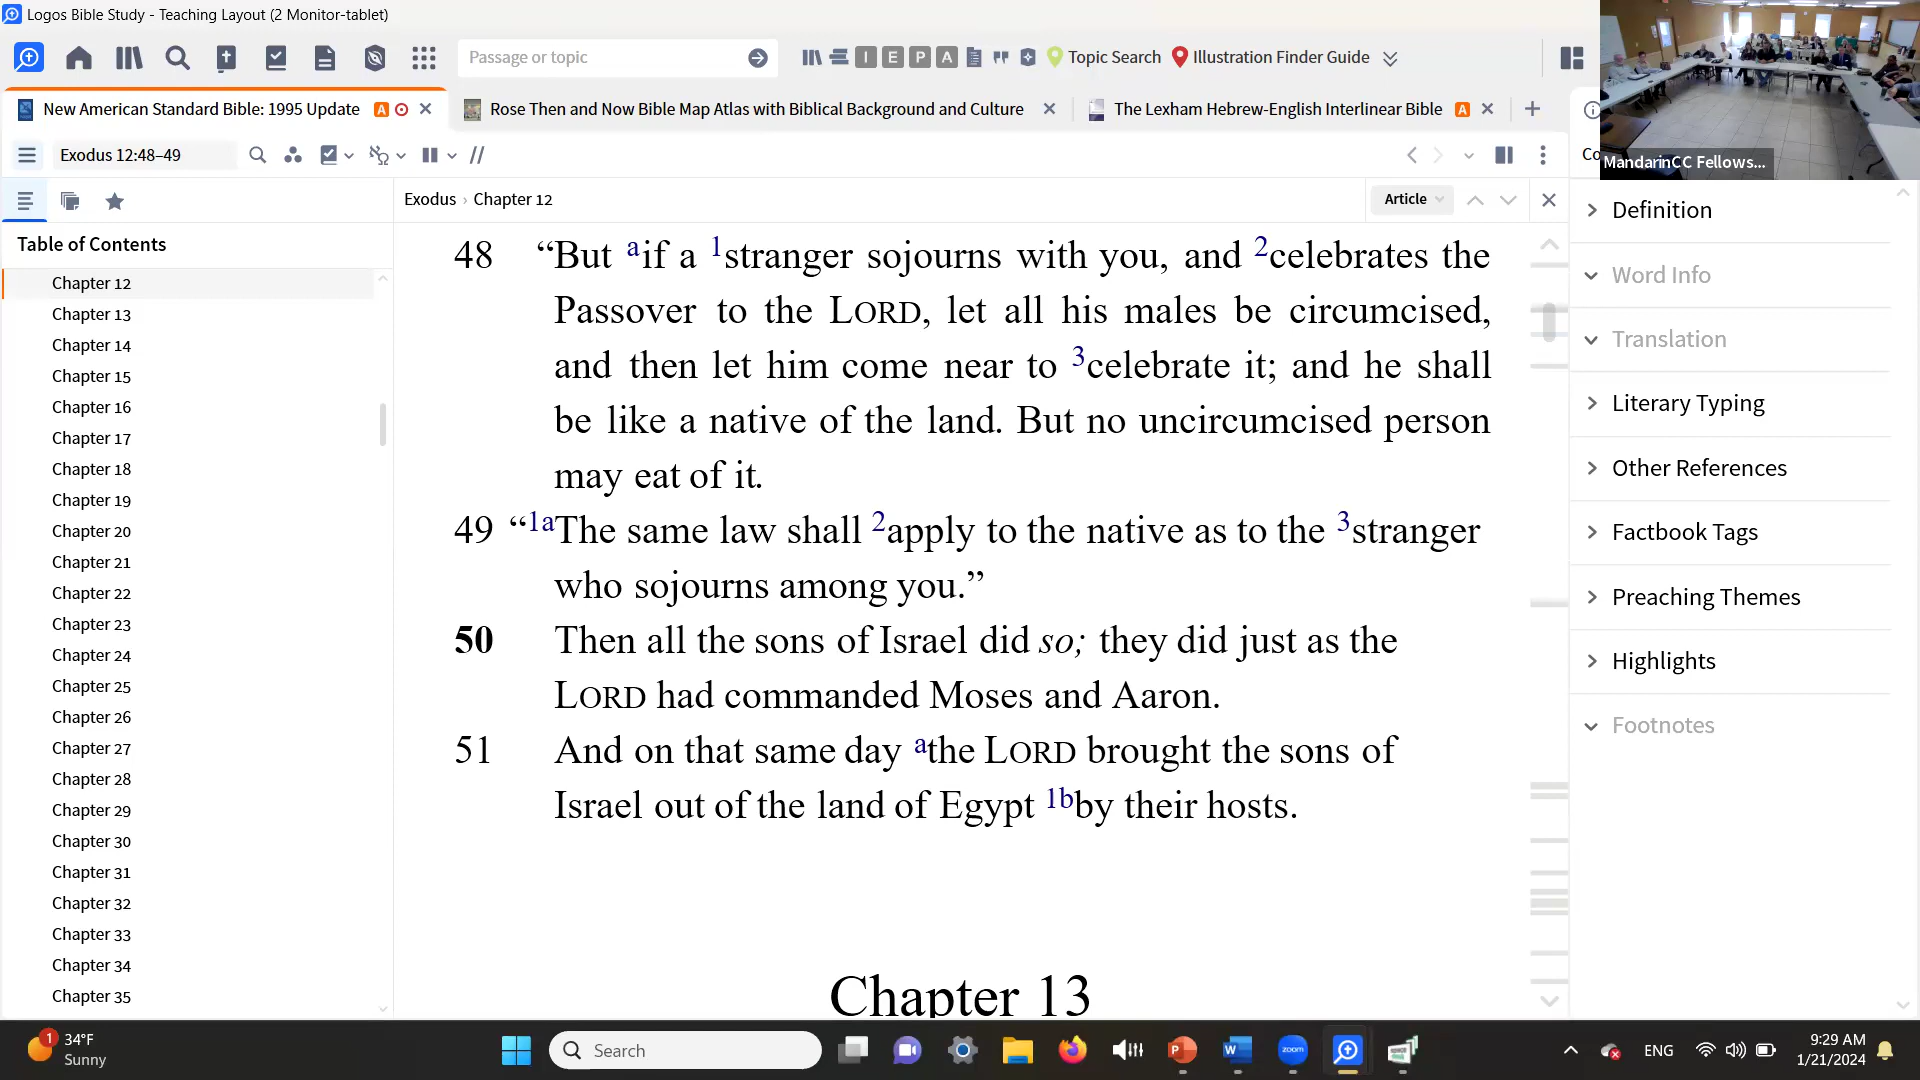 Logos Bible Study - Teaching Layout (2 Monitor-tablet)
Passage or topic
I E P A
Topic Search
Illustration Finder Guide
New American Standard Bible: 1995 Update A
Rose Then and Now Bible Map Atlas with Biblical Background and Culture
The Lexham Hebrew-English Interlinear Bible A
Exodus 12:48–49
Co
MandarinCC Fellows...
Exodus › Chapter 12
Article
Table of Contents
Chapter 12
Chapter 13
Chapter 14
Chapter 15
Chapter 16
Chapter 17
Chapter 18
Chapter 19
Chapter 20
Chapter 21
Chapter 22
Chapter 23
Chapter 24
Chapter 25
Chapter 26
Chapter 27
Chapter 28
Chapter 29
Chapter 30
Chapter 31
Chapter 32
Chapter 33
Chapter 34
Chapter 35
48 “But aif a 1stranger sojourns with you, and 2celebrates the
Passover to the LORD, let all his males be circumcised,
and then let him come near to 3celebrate it; and he shall
be like a native of the land. But no uncircumcised person
may eat of it.
49 “1aThe same law shall 2apply to the native as to the 3stranger
who sojourns among you.”
50 Then all the sons of Israel did so; they did just as the
LORD had commanded Moses and Aaron.
51 And on that same day athe LORD brought the sons of
Israel out of the land of Egypt 1bby their hosts.
Chapter 13
Definition
Word Info
Translation
Literary Typing
Other References
Factbook Tags
Preaching Themes
Highlights
Footnotes
1
34°F
Sunny
Search
P
W
zoom
ENG
9:29 AM
1/21/2024